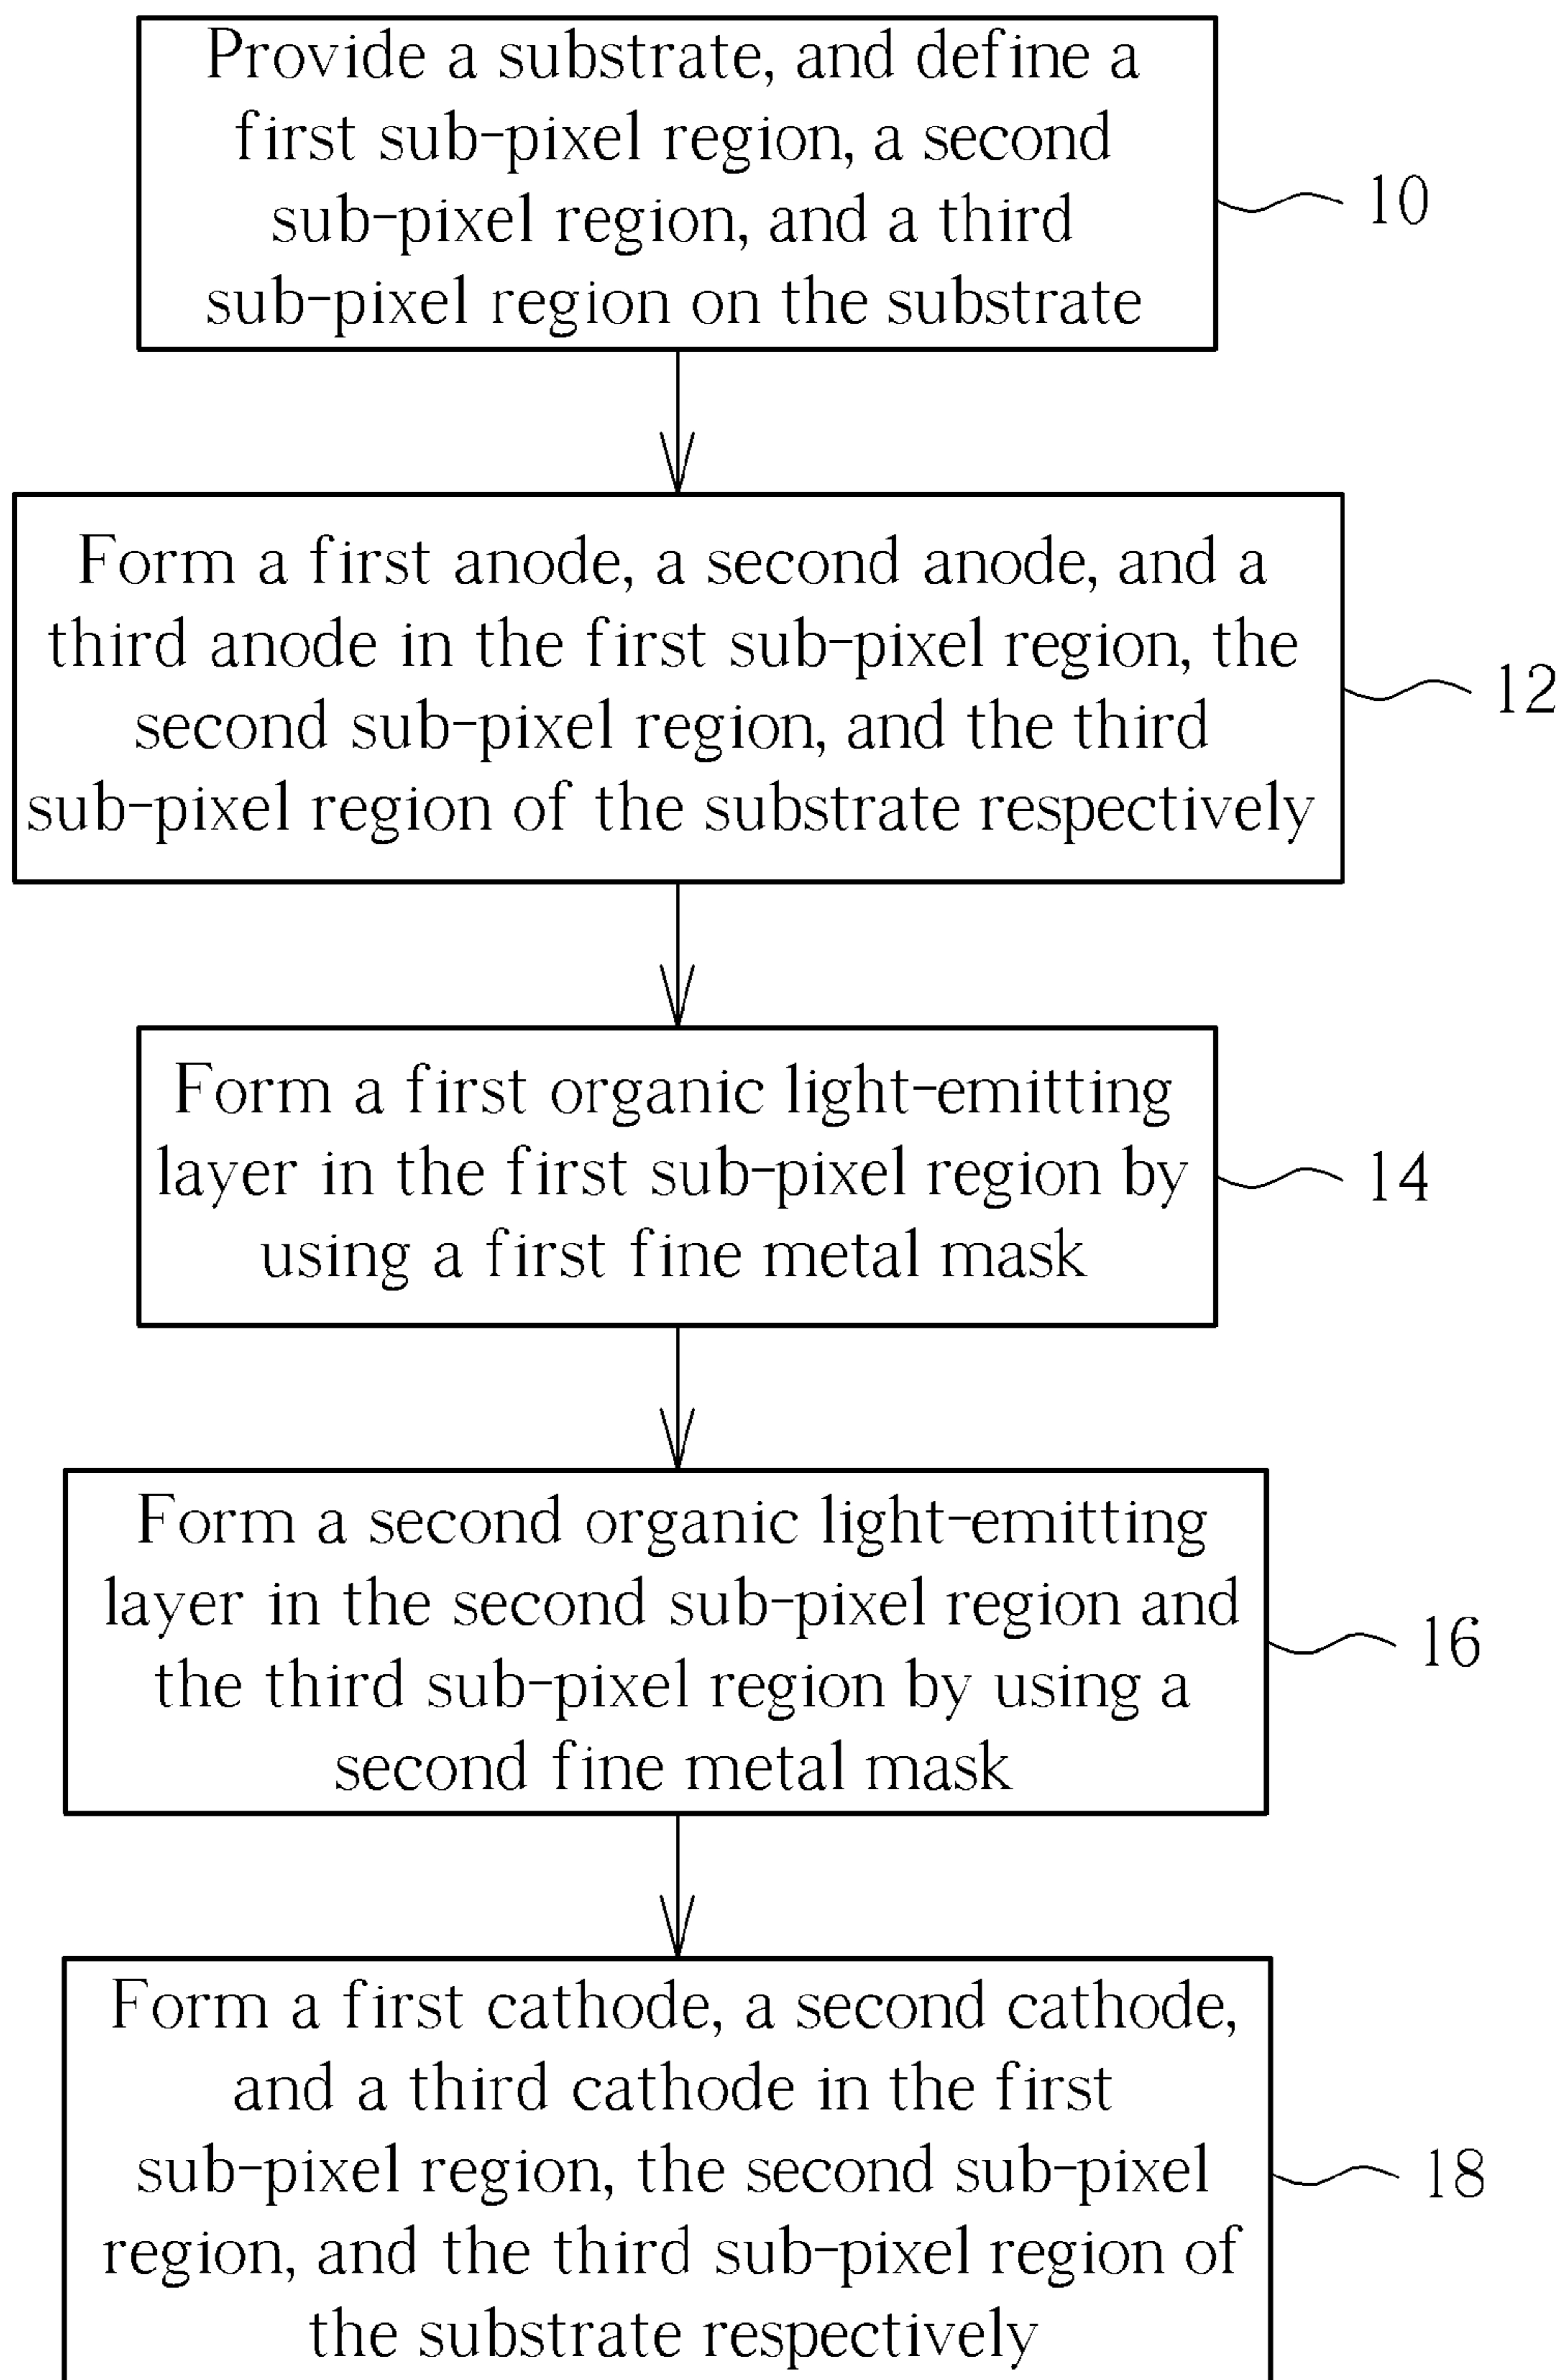 Provide a substrate, and define a
first sub-pixel region, a second
sub-pixel region, and a third
sub-pixel region on the substrate
10
Form a first anode, a second anode, and a
third anode in the first sub-pixel region, the
second sub-pixel region, and the third
sub-pixel region of the substrate respectively
12
Form a first organic light-emitting
layer in the first sub-pixel region by
using a first fine metal mask
14
Form a second organic light-emitting
layer in the second sub-pixel region and
the third sub-pixel region by using a
second fine metal mask
16
Form a first cathode, a second cathode,
and a third cathode in the first
sub-pixel region, the second sub-pixel
region, and the third sub-pixel region of
the substrate respectively
18